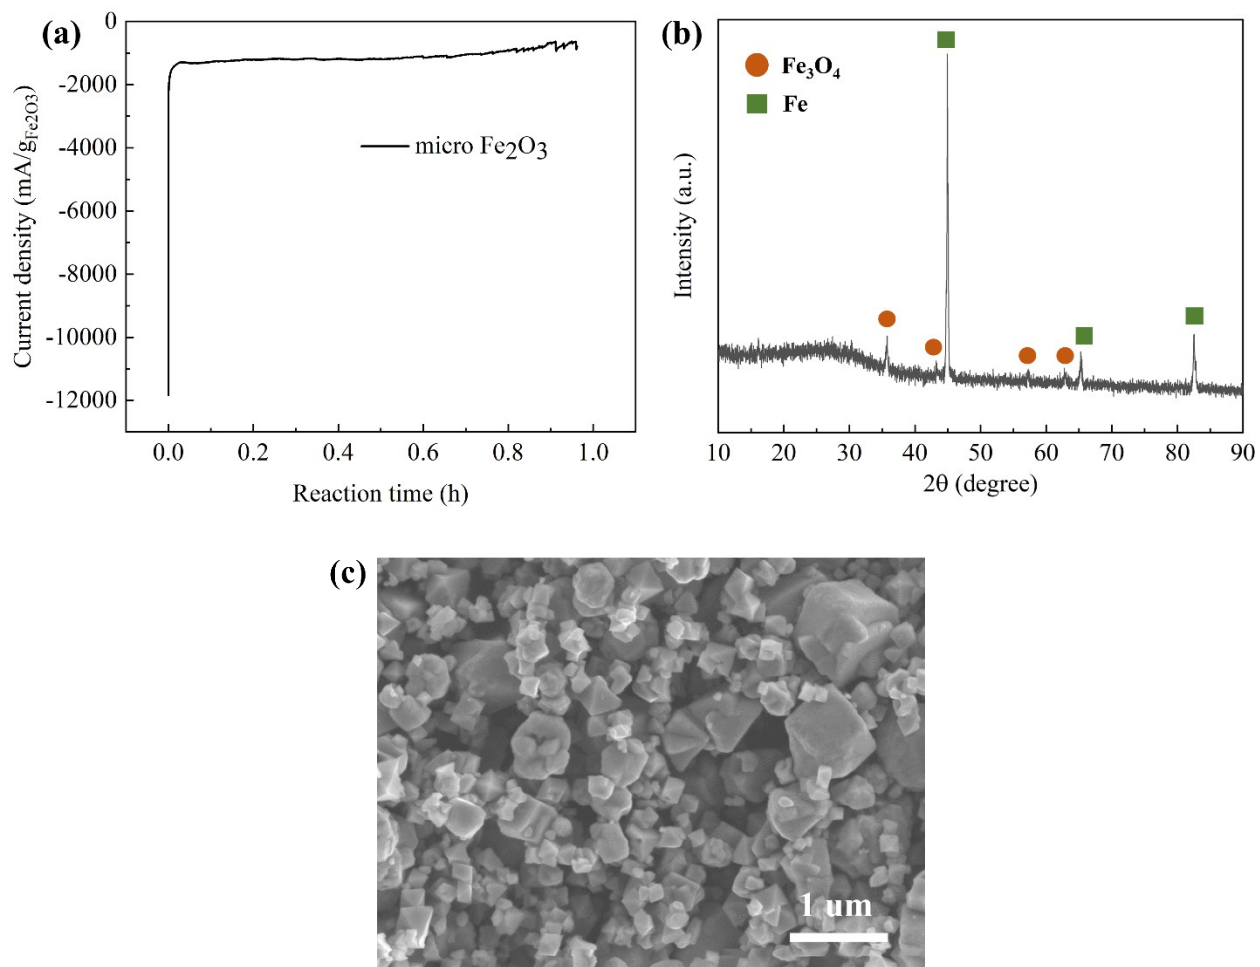 (a)
0
-2000
-4000
-6000
-8000
-10000
-12000
Current density (mA/gFe2O3)
micro Fe2O3
0.0 0.2 0.4 0.6 0.8 1.0
Reaction time (h)
(b)
Fe3O4
Fe
Intensity (a.u.)
10 20 30 40 50 60 70 80 90
2θ (degree)
(c)
1 um